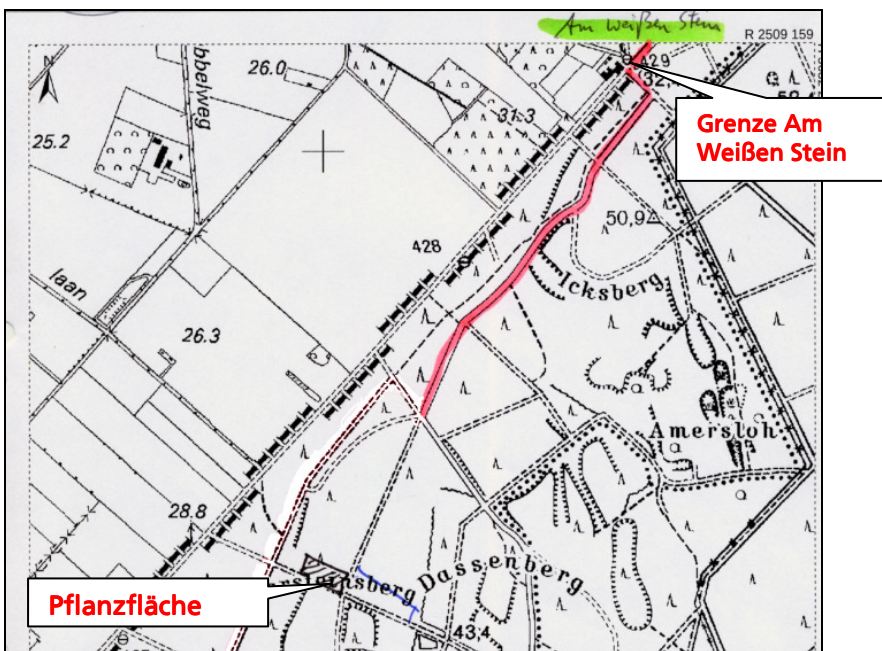 Am Weißen Stein
R 2509 159
N
26.0
429
(32,4
31.3
25.2
Grenze Am
Weißen Stein
50,9
428
Icksberg
laan
26.3
Amersloh
28.8
Dassenberg
Pflanzfläche
43,4